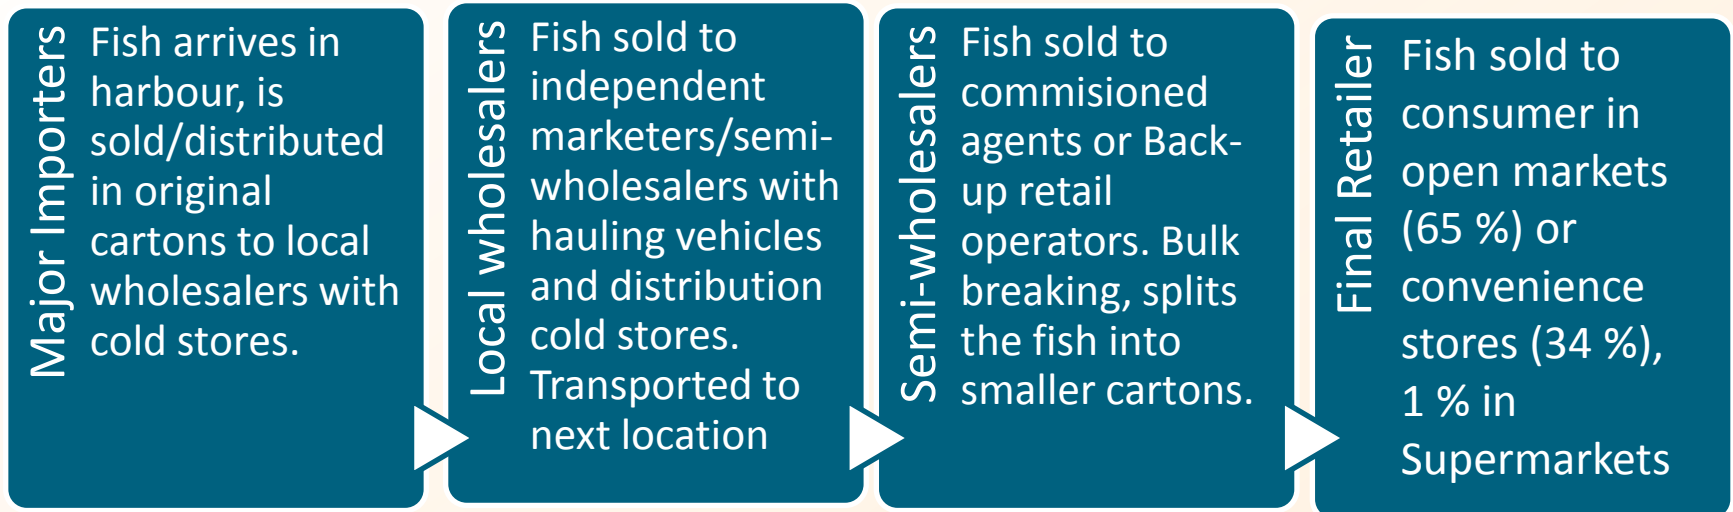 Major Importers
Fish arrives in
harbour, is
sold/distributed
in original
cartons to local
wholesalers with
cold stores.
Local wholesalers
Fish sold to
independent
marketers/semi-
wholesalers with
hauling vehicles
and distribution
cold stores.
Transported to
next location
Semi-wholesalers
Fish sold to
commisioned
agents or Back-
up retail
operators. Bulk
breaking, splits
the fish into
smaller cartons.
Final Retailer
Fish sold to
consumer in
open markets
(65 %) or
convenience
stores (34 %),
1 % in
Supermarkets